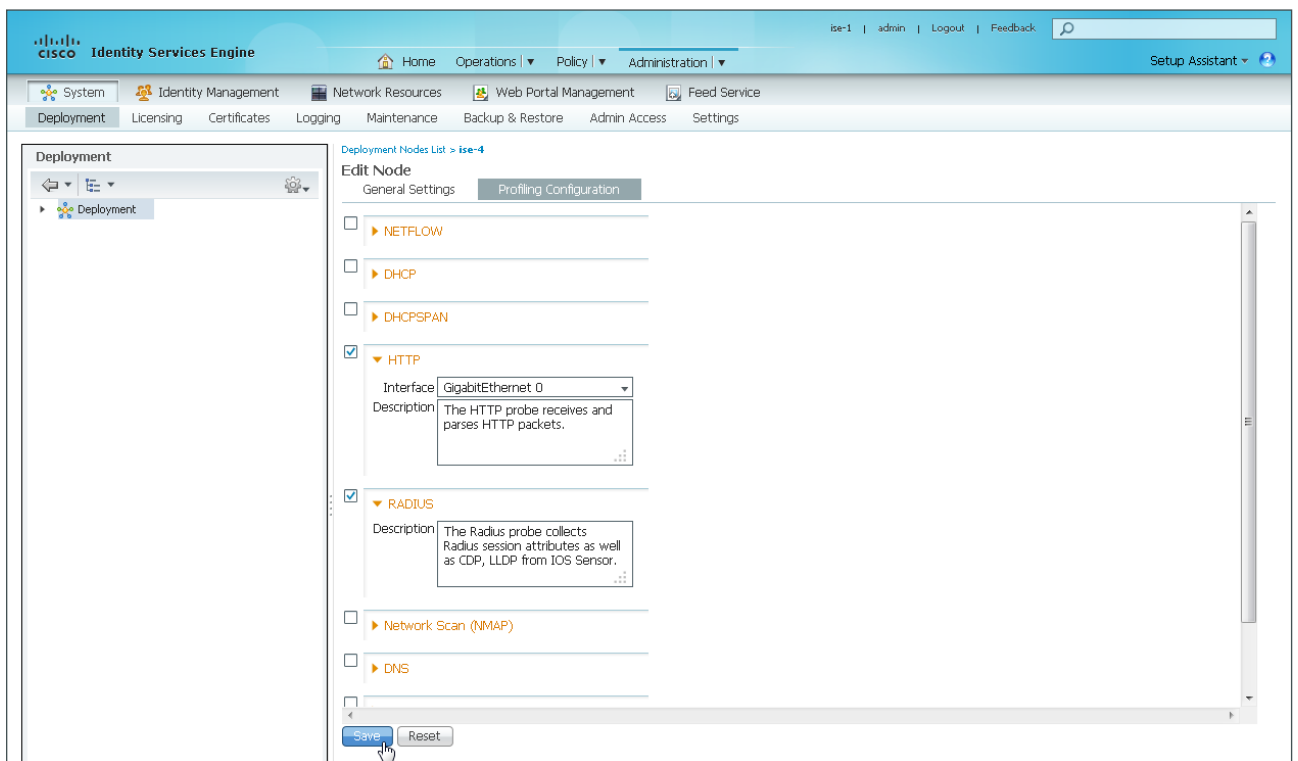 ise-1 | admin | Logout | Feedback
CISCO Identity Services Engine
Home Operations | Policy | Administration | Setup Assistant
System Identity Management Network Resources Web Portal Management Feed Service
Deployment Licensing Certificates Logging Maintenance Backup & Restore Admin Access Settings
Deployment
Deployment
Deployment Nodes List > ise-4
Edit Node
General Settings Profiling Configuration
NETFLOW
DHCP
DHCPSPAN
HTTP
Interface GigabitEthernet 0
Description The HTTP probe receives and
parses HTTP packets.
RADIUS
Description The Radius probe collects
Radius session attributes as well
as CDP, LLDP from IOS Sensor.
Network Scan (NMAP)
DNS
Save Reset